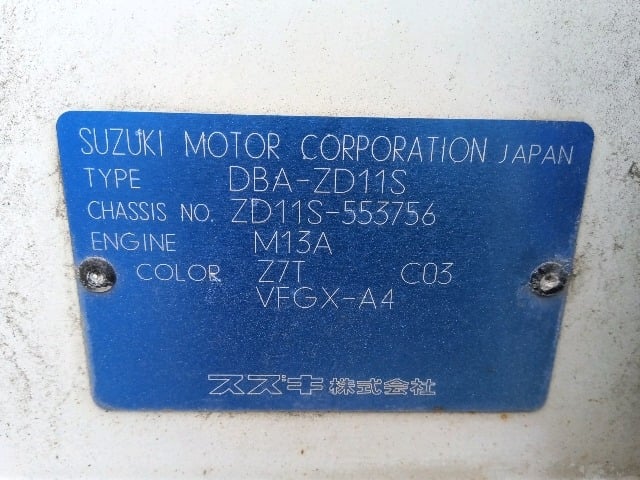 SUZUKI MOTOR CORPORATION JAPAN
TYPE DBA-ZD11S
CHASSIS NO. ZD11S-553756
ENGINE M13A
COLOR Z7T C03
VFGX-A4
スズキ株式会社